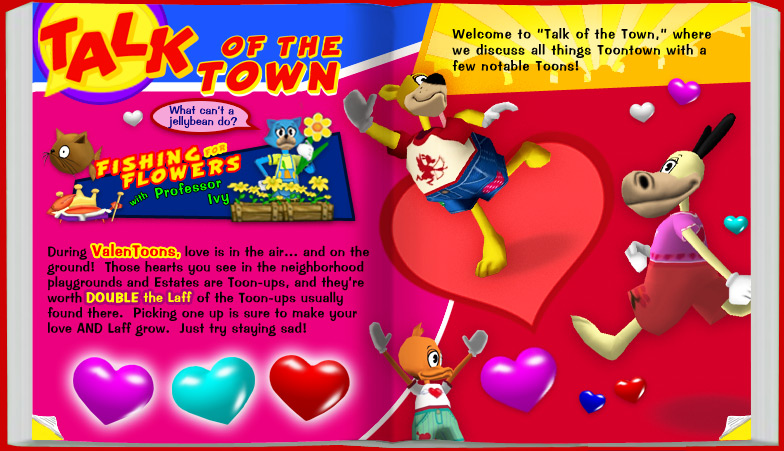 TALK
OF THE
TOWN
Welcome to "Talk of the Town," where
we discuss all things Toontown with a
few notable Toons!
What can't a
jellybean do?
FISHING FOR
FLOWERS
with Professor
Ivy
During ValenToons, love is in the air... and on the
ground! Those hearts you see in the neighborhood
playgrounds and Estates are Toon-ups, and they're
worth DOUBLE the Laff of the Toon-ups usually
found there. Picking one up is sure to make your
love AND Laff grow. Just try staying sad!